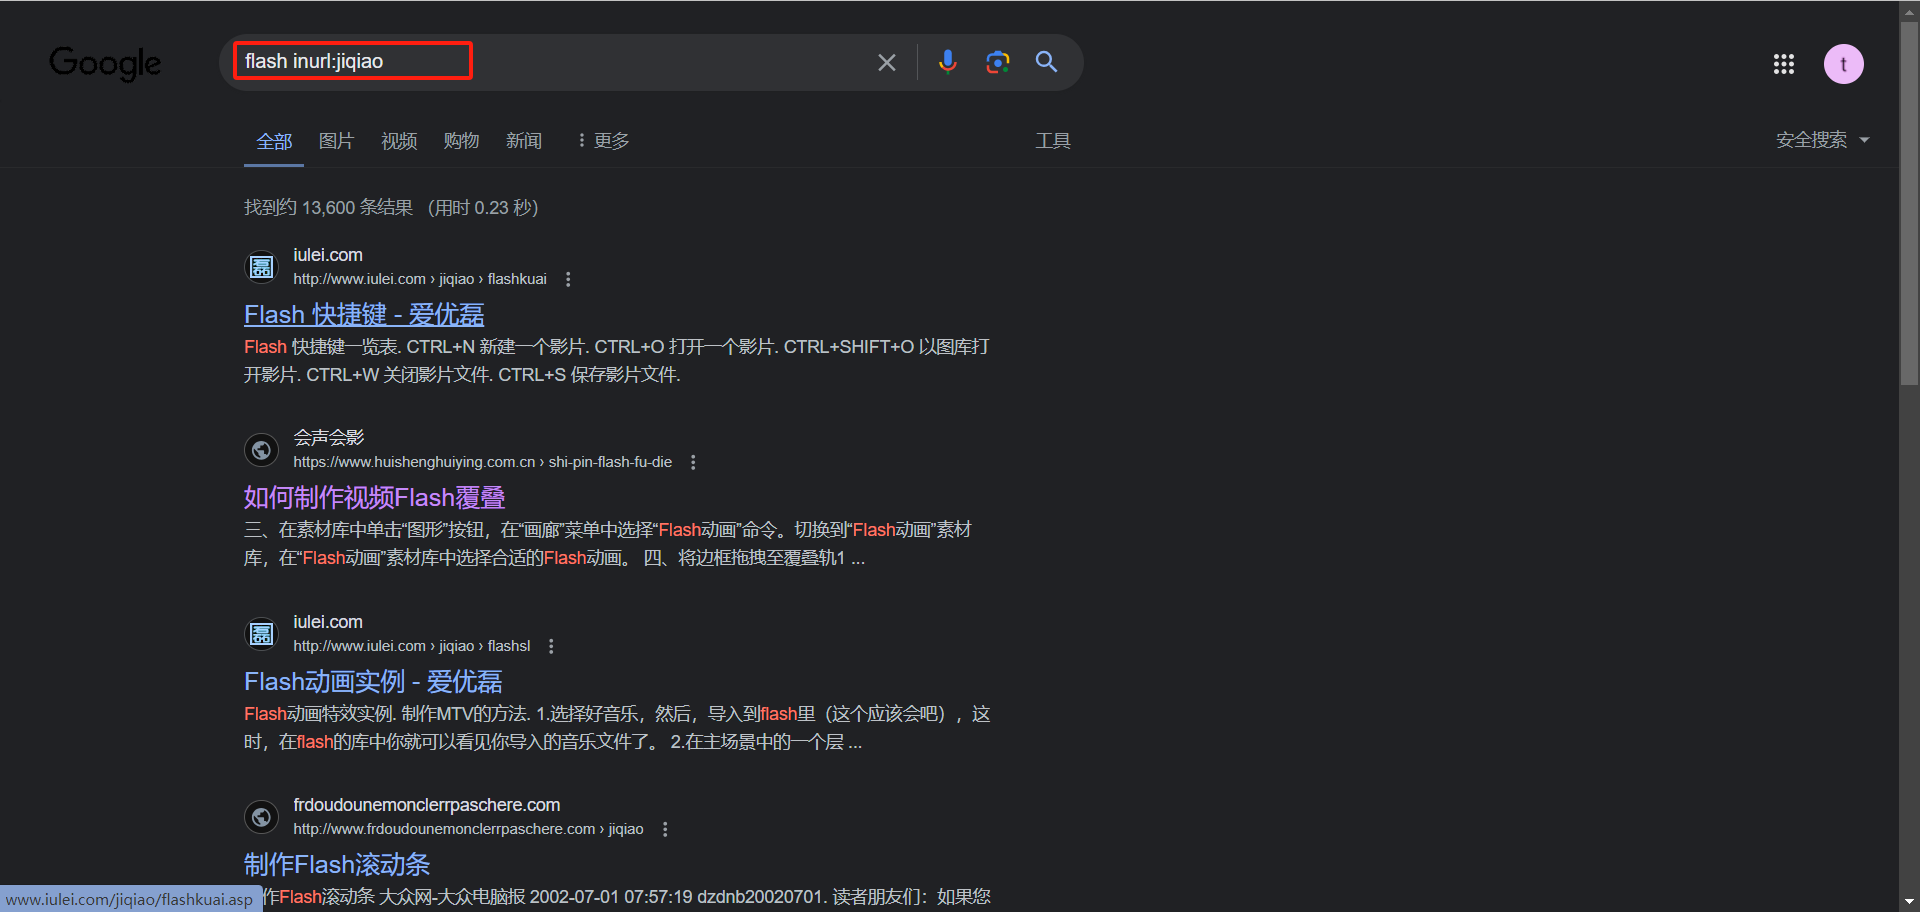 Google
flash inurl:jiqiao
t
全部 图片 视频 购物 新闻 更多 工具 安全搜索
找到约 13,600 条结果 （用时 0.23 秒）
iulei.com
http://www.iulei.com › jiqiao › flashkuai
Flash 快捷键 - 爱优磊
Flash 快捷键一览表. CTRL+N 新建一个影片. CTRL+O 打开一个影片. CTRL+SHIFT+O 以图库打
开影片. CTRL+W 关闭影片文件. CTRL+S 保存影片文件.
会声会影
https://www.huishenghuiying.com.cn › shi-pin-flash-fu-die
如何制作视频Flash覆叠
三、在素材库中单击“图形”按钮，在“画廊”菜单中选择“Flash动画”命令。切换到“Flash动画”素材
库，在“Flash动画”素材库中选择合适的Flash动画。 四、将边框拖拽至覆叠轨1 ...
磊
iulei.com
http://www.iulei.com › jiqiao › flashsl
Flash动画实例 - 爱优磊
Flash动画特效实例. 制作MTV的方法. 1.选择好音乐，然后，导入到flash里（这个应该会吧），这
时，在flash的库中你就可以看见你导入的音乐文件了。 2.在主场景中的一个层 ...
frdoudounemonclerrpaschere.com
http://www.frdoudounemonclerrpaschere.com › jiqiao
制作Flash滚动条
作Flash滚动条 大众网-大众电脑报 2002-07-01 07:57:19 dzdnb20020701. 读者朋友们：如果您
www.iulei.com/jiqiao/flashkuai.asp